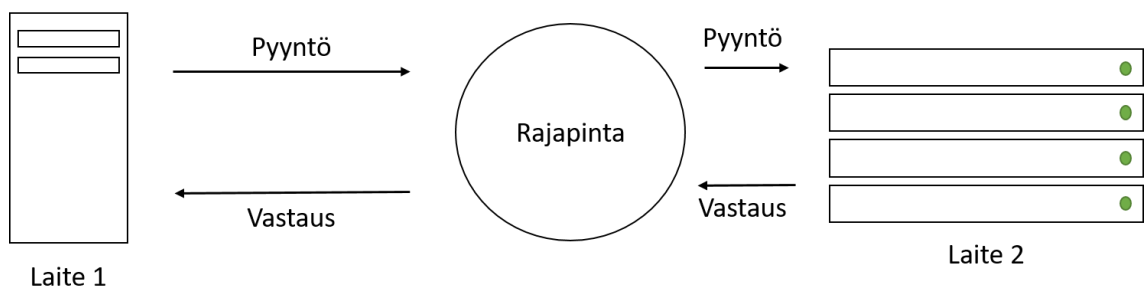 Pyyntö
Pyyntö
Rajapinta
Vastaus
Vastaus
Laite 1
Laite 2